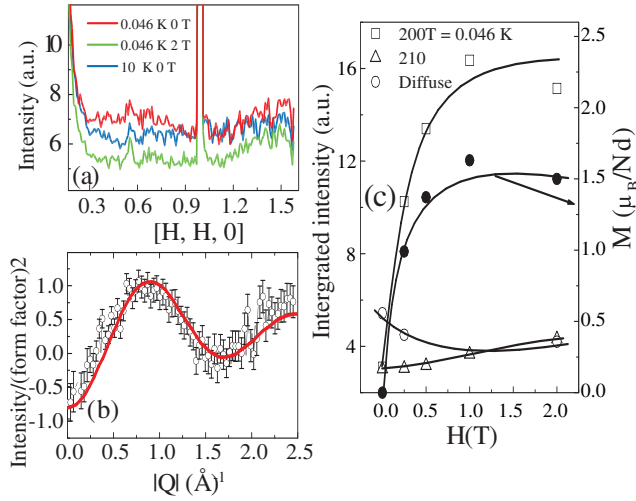 0.046 K 0 T
0.046 K 2 T
10 K 0 T
Intensity (a.u.)
10
8
6
(a)
0.3 0.6 0.9 1.2 1.5
[H, H, 0]
Intensity/(form factor)2
1.0
0.5
0.0
-0.5
-1.0
(b)
0.0 0.5 1.0 1.5 2.0 2.5
|Q| (Å)1
200T = 0.046 K
210
Diffuse
Intergrated intensity (a.u.)
16
12
8
4
(c)
0.0 0.5 1.0 1.5 2.0
H(T)
2.5
2.0
1.5
1.0
0.5
0.0
M (μB/Nd)